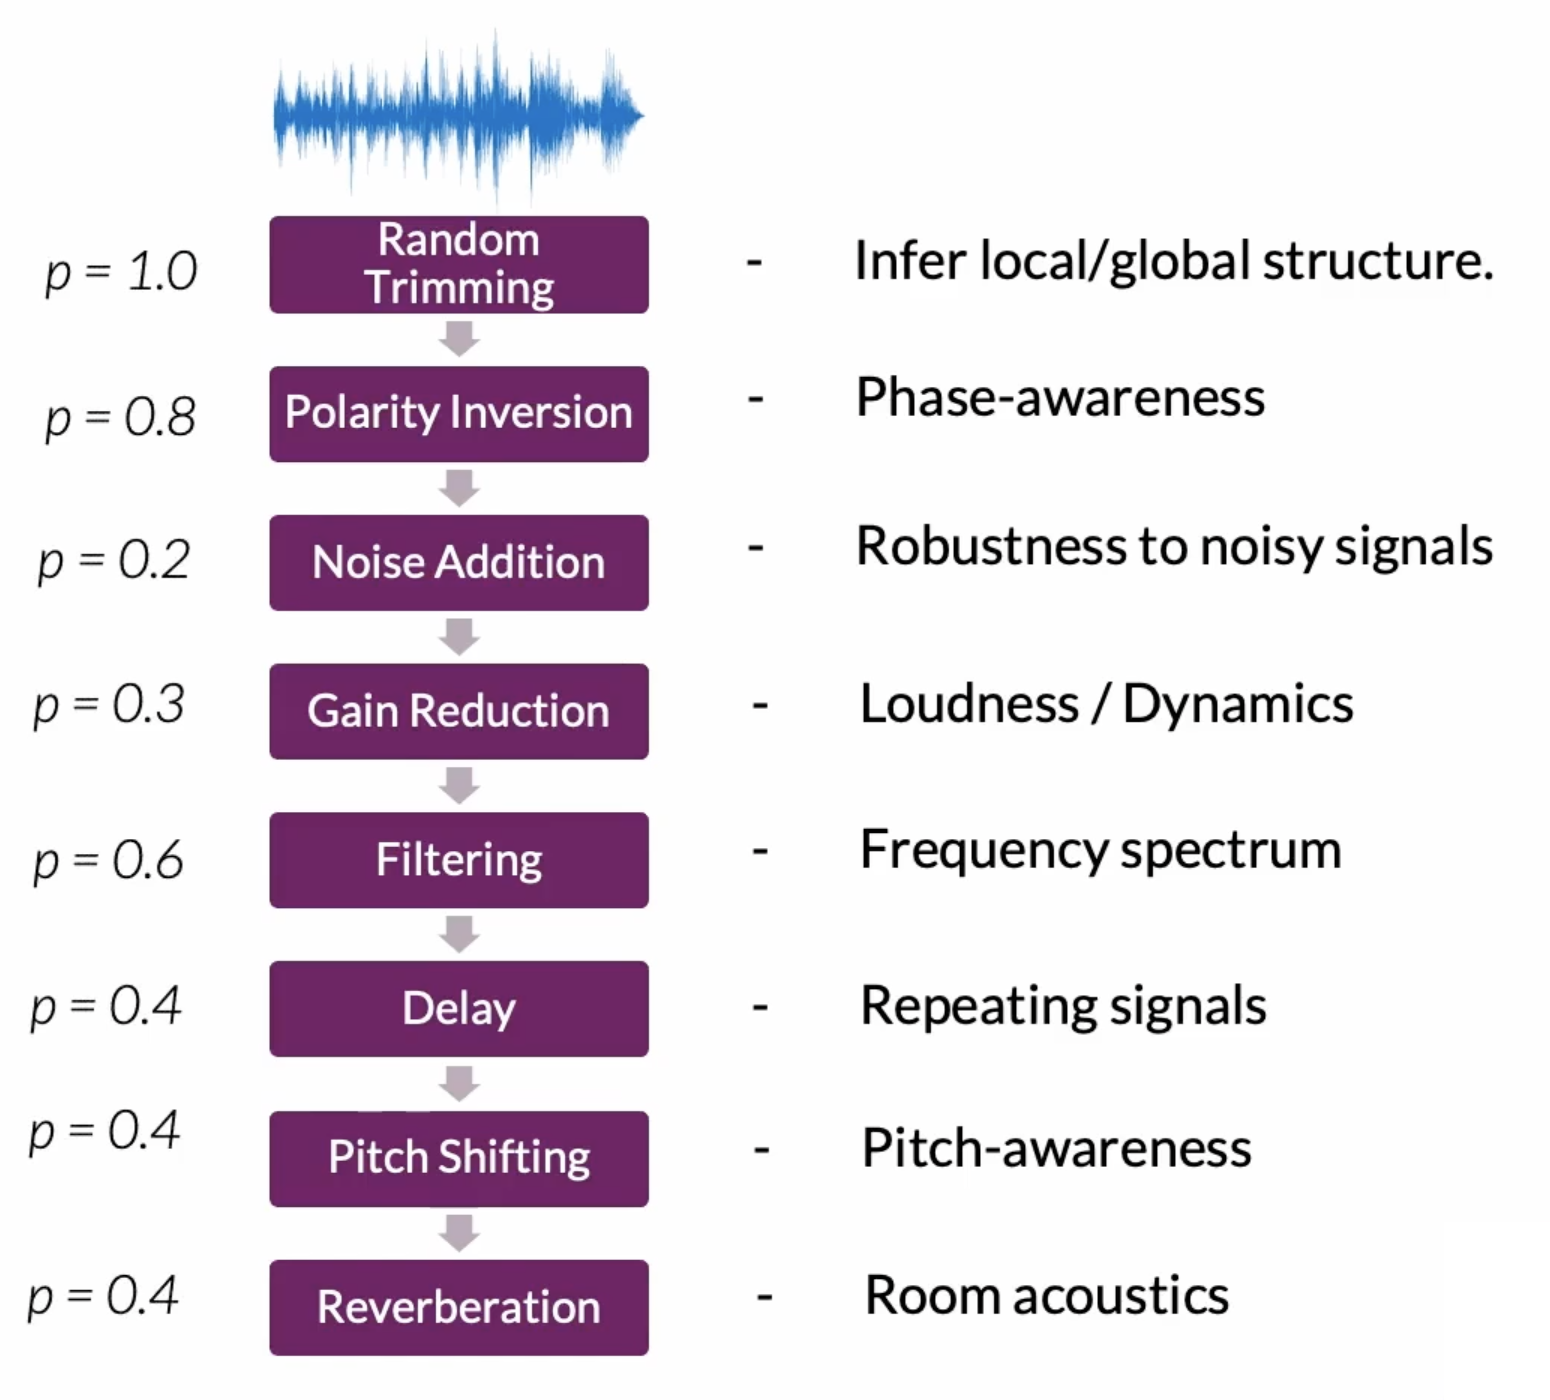 p = 1.0 Random Trimming - Infer local/global structure.
p = 0.8 Polarity Inversion - Phase-awareness
p = 0.2 Noise Addition - Robustness to noisy signals
p = 0.3 Gain Reduction - Loudness / Dynamics
p = 0.6 Filtering - Frequency spectrum
p = 0.4 Delay - Repeating signals
p = 0.4 Pitch Shifting - Pitch-awareness
p = 0.4 Reverberation - Room acoustics